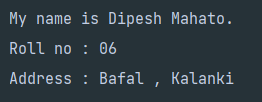 My name is Dipesh Mahato.
Roll no : 06
Address : Bafal , Kalanki